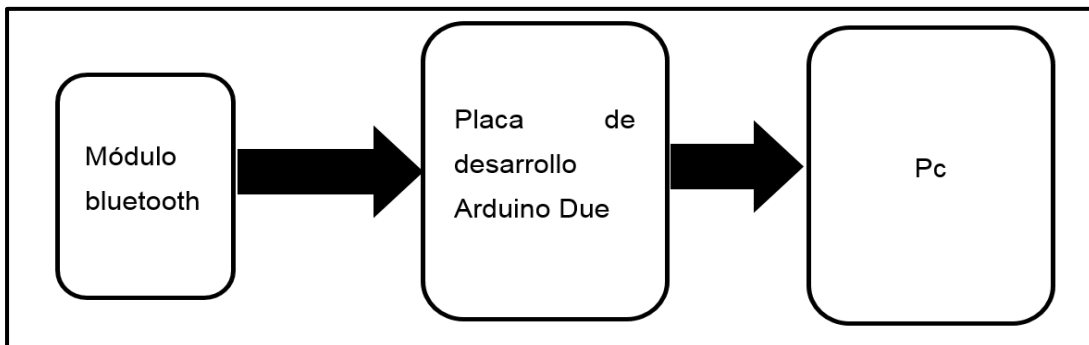 Módulo
bluetooth
Placa de
desarrollo
Arduino Due
Pc